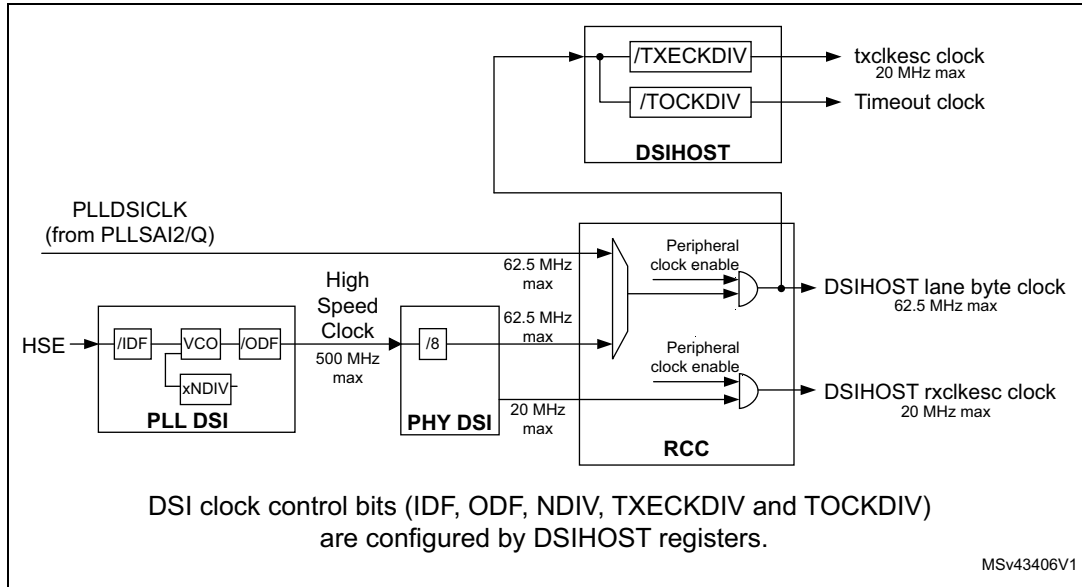 /TXECKDIV
txclkesc clock
20 MHz max
/TOCKDIV
Timeout clock
DSIHOST
PLLDSICLK
(from PLLSAI2/Q)
62.5 MHz
max
Peripheral
clock enable
DSIHOST lane byte clock
62.5 MHz max
High
Speed
Clock
500 MHz
max
HSE
/IDF
VCO
/ODF
xNDIV
PLL DSI
/8
PHY DSI
62.5 MHz
max
20 MHz
max
Peripheral
clock enable
DSIHOST rxclkesc clock
20 MHz max
RCC
DSI clock control bits (IDF, ODF, NDIV, TXECKDIV and TOCKDIV)
are configured by DSIHOST registers.
MSv43406V1